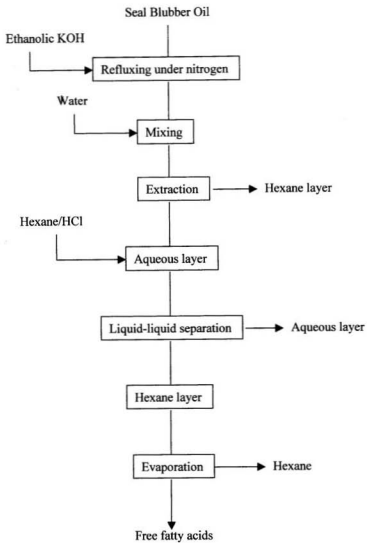 Seal Blubber Oil
Ethanolic KOH
Refluxing under nitrogen
Water
Mixing
Extraction
Hexane layer
Hexane/HCl
Aqueous layer
Liquid-liquid separation
Aqueous layer
Hexane layer
Evaporation
Hexane
Free fatty acids